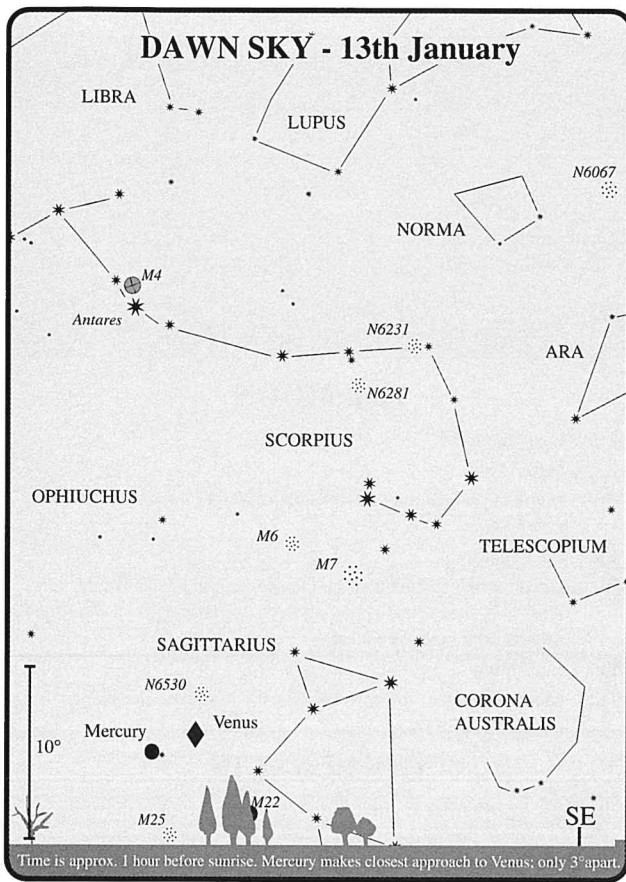 DAWN SKY - 13th January
LIBRA
LUPUS
N6067
NORMA
M4
Antares
N6231
ARA
N6281
SCORPIUS
OPHIUCHUS
M6
TELESCOPIUM
M7
SAGITTARIUS
N6530
CORONA
AUSTRALIS
Venus
Mercury
10°
M22
SE
M25
Time is approx. 1 hour before sunrise. Mercury makes closest approach to Venus; only 3°apart.